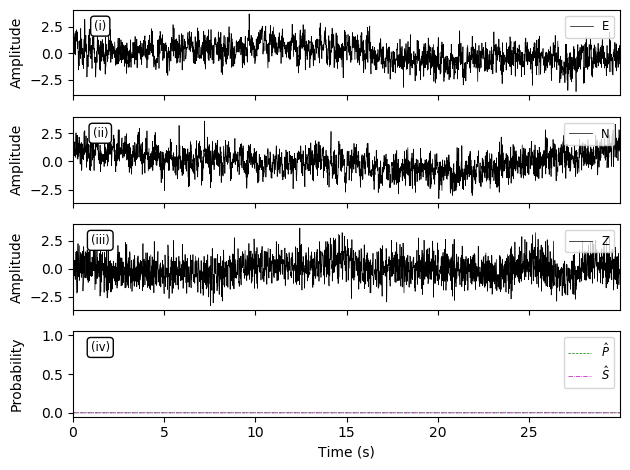 (i)
E
Amplitude
2.5
0.0
−2.5
(ii)
N
Amplitude
2.5
0.0
−2.5
(iii)
Z
Amplitude
2.5
0.0
−2.5
(iv)
P̂
Ŝ
Probability
1.0
0.5
0.0
0 5 10 15 20 25
Time (s)